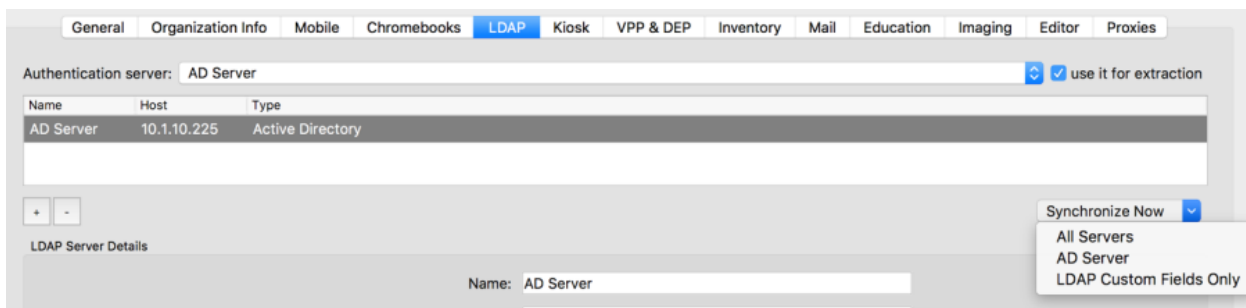 General Organization Info Mobile Chromebooks LDAP Kiosk VPP & DEP Inventory Mail Education Imaging Editor Proxies
Authentication server: AD Server use it for extraction
Name Host Type
AD Server 10.1.10.225 Active Directory
+ - Synchronize Now
All Servers
LDAP Server Details
AD Server
LDAP Custom Fields Only
Name: AD Server